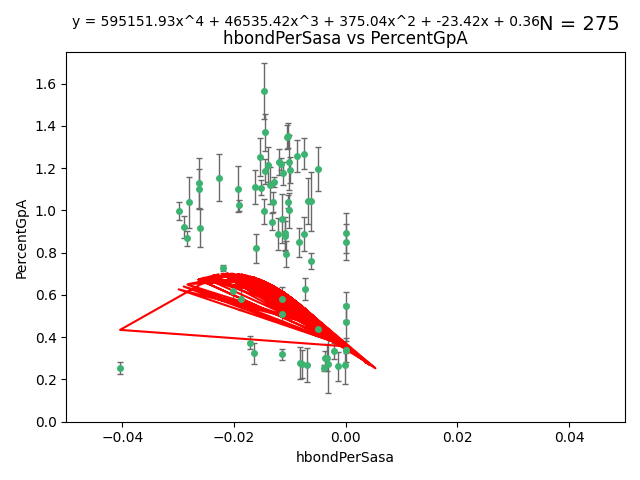 y = 595151.93x^4 + 46535.42x^3 + 375.04x^2 + -23.42x + 0.36
N = 275
hbondPerSasa vs PercentGpA
PercentGpA
1.6
1.4
1.2
1.0
0.8
0.6
0.4
0.2
0.0
−0.04 −0.02 0.00 0.02 0.04
hbondPerSasa